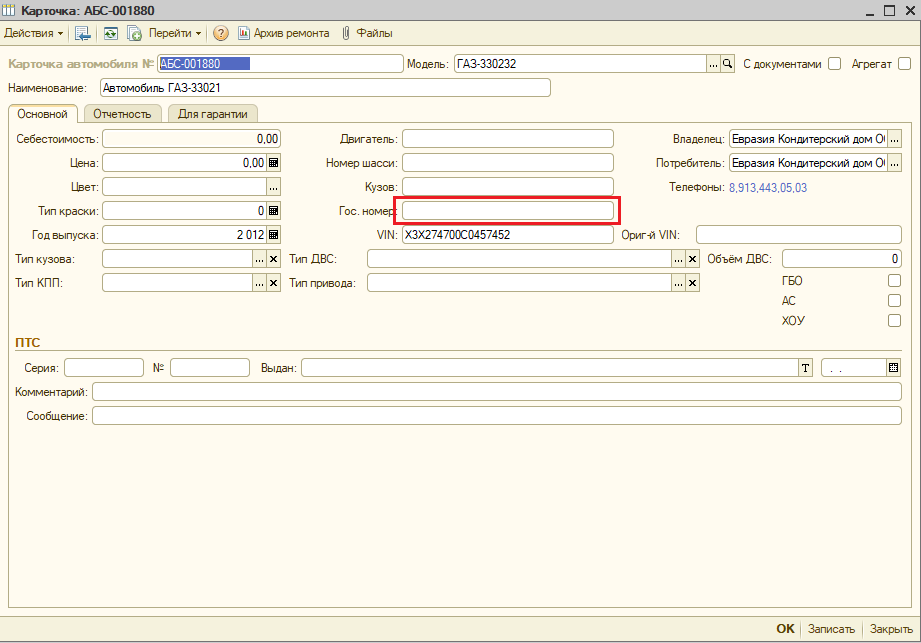 Карточка: АБС-001880
Действия Перейти ? Архив ремонта Файлы
Карточка автомобиля № АБС-001880 Модель: ГАЗ-330232 ... С документами Агрегат
Наименование: Автомобиль ГАЗ-33021
Основной Отчетность Для гарантии
Себестоимость: 0,00 Двигатель: Владелец: Евразия Кондитерский дом О ...
Цена: 0,00 Номер шасси: Потребитель: Евразия Кондитерский дом О ...
Цвет: ... Кузов: Телефоны: 8,913,443,05,03
Тип краски: 0 Гос. номер:
Год выпуска: 2 012 VIN: X3X274700C0457452 Ориг-й VIN:
Тип кузова: ... x Тип ДВС: ... x Объём ДВС: 0
Тип КПП: ... x Тип привода: ... x ГБО
АС
ХОУ
ПТС
Серия: № Выдан: T . .
Комментарий:
Сообщение:
OK Записать Закрыть